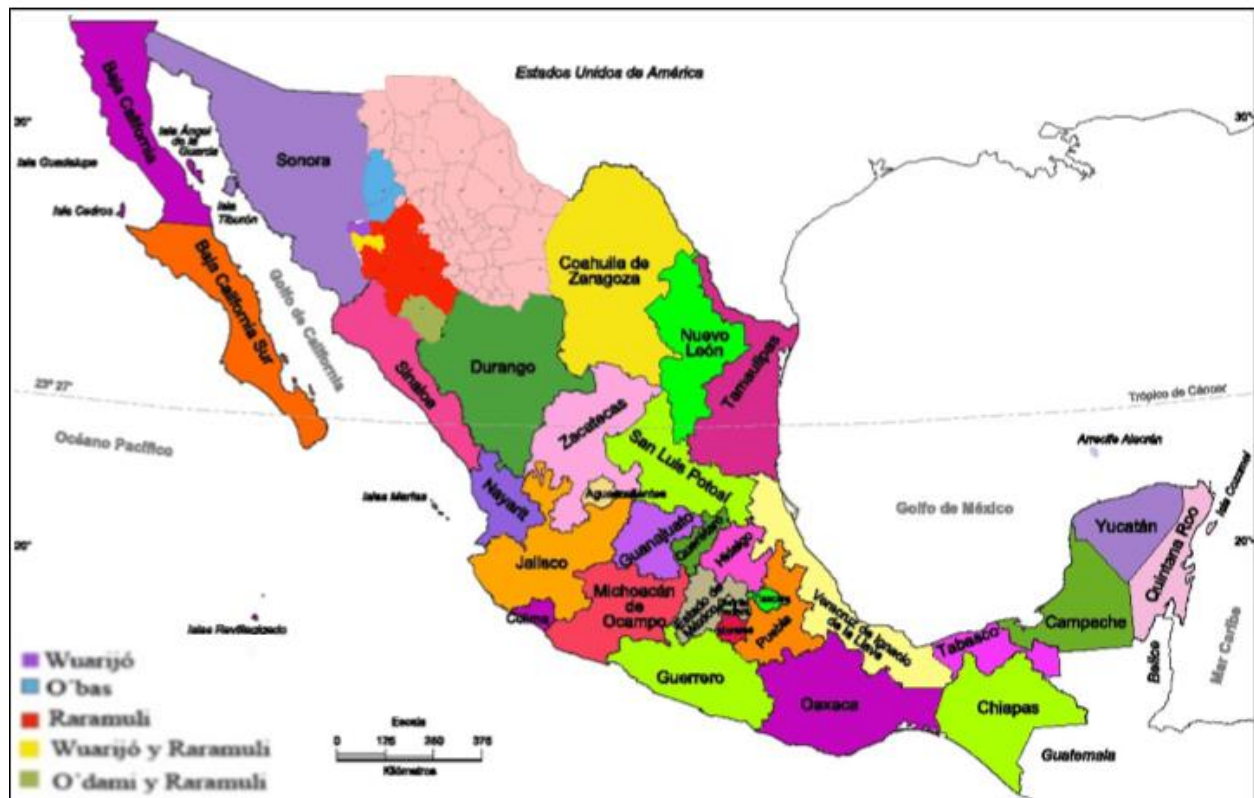 Estados Unidos de América
Baja California
30°
30°
Isla Ángel
de la
Guarda
Sonora
Isla Guadalupe
Isla Cedros
Isla
Tiburón
Coahuila de
Zaragoza
Baja California Sur
Golfo de California
Nuevo
León
Tamaulipas
Sinaloa
Durango
23° 27'
Trópico de Cáncer
Océano Pacífico
Zacatecas
San Luis Potosí
Arrecife Alacrán
Islas Marías
Nayarit
Aguascalientes
Golfo de México
Yucatán
Quintana Roo
Isla Cozumel
20°
20°
Guanajuato
Querétaro
Hidalgo
Jalisco
Michoacán
de
Ocampo
Estado de
México
Colima
Morelos
Puebla
Veracruz de Ignacio
de la Llave
Tabasco
Campeche
Belice
Mar Caribe
Islas Revillagigedo
Guerrero
Oaxaca
Chiapas
Guatemala
Wuarijó
O´bas
Raramuli
Wuarijó y Raramuli
O´dami y Raramuli
Escala
Kilómetros